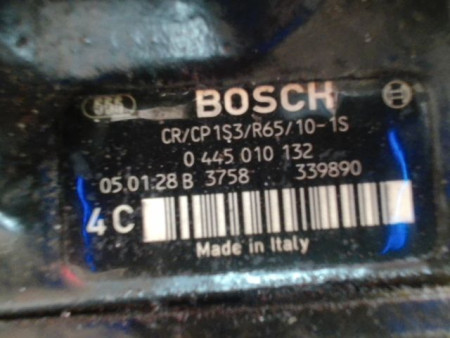 666 BOSCH
CR/CP1S3/R65/10-1S
0 445 010 132
05.01.28 B 3758 339890
4C
Made in Italy